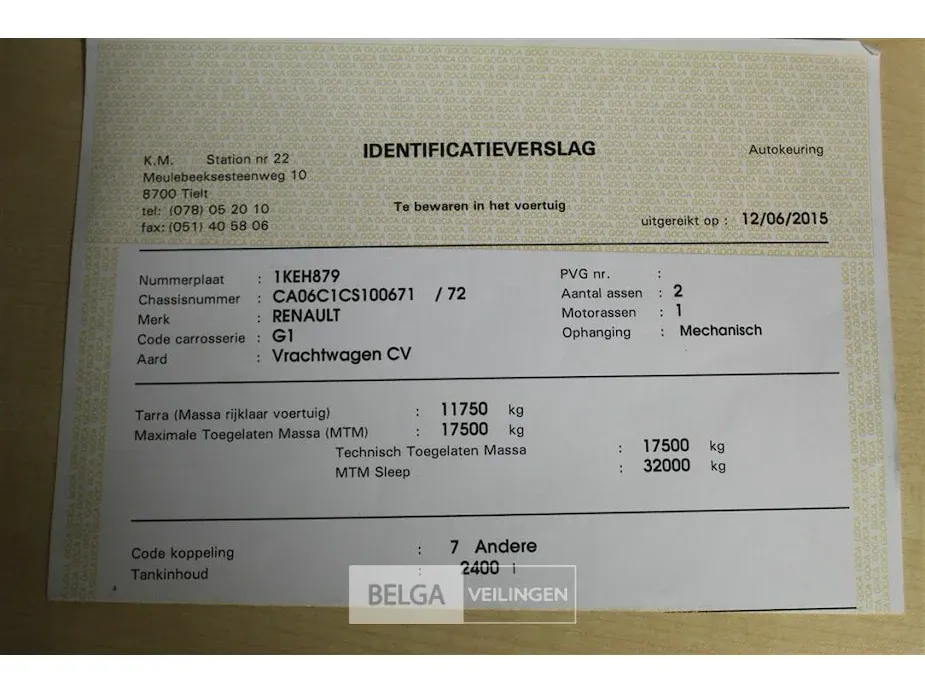 IDENTIFICATIEVERSLAG
Autokeuring
K.M. Station nr 22
Meulebeeksesteenweg 10
8700 Tielt
tel: (078) 05 20 10
fax: (051) 40 58 06
Te bewaren in het voertuig
uitgereikt op : 12/06/2015
Nummerplaat : 1KEH879
Chassisnummer : CA06C1CS100671 / 72
Merk : RENAULT
Code carrosserie : G1
Aard : Vrachtwagen CV
PVG nr. :
Aantal assen : 2
Motorassen : 1
Ophanging : Mechanisch
Tarra (Massa rijklaar voertuig) : 11750 kg
Maximale Toegelaten Massa (MTM) : 17500 kg
Technisch Toegelaten Massa : 17500 kg
MTM Sleep : 32000 kg
Code koppeling : 7 Andere
Tankinhoud : 2400 l
BELGA VEILINGEN